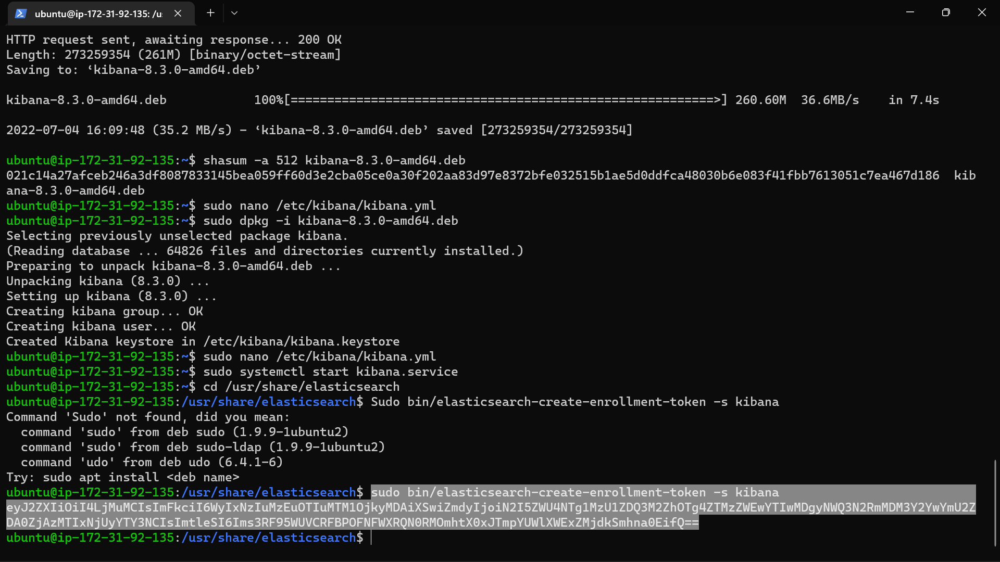 ubuntu@ip-172-31-92-135: /u
HTTP request sent, awaiting response... 200 OK
Length: 273259354 (261M) [binary/octet-stream]
Saving to: ‘kibana-8.3.0-amd64.deb’
kibana-8.3.0-amd64.deb            100%[==========================================================>] 260.60M  36.6MB/s    in 7.4s
2022-07-04 16:09:48 (35.2 MB/s) - ‘kibana-8.3.0-amd64.deb’ saved [273259354/273259354]
ubuntu@ip-172-31-92-135:~$ shasum -a 512 kibana-8.3.0-amd64.deb
021c14a27afceb246a3df8087833145bea059ff60d3e2cba05ce0a30f202aa83d97e8372bfe032515b1ae5d0ddfca48030b6e083f41fbb7613051c7ea467d186  kib
ana-8.3.0-amd64.deb
ubuntu@ip-172-31-92-135:~$ sudo nano /etc/kibana/kibana.yml
ubuntu@ip-172-31-92-135:~$ sudo dpkg -i kibana-8.3.0-amd64.deb
Selecting previously unselected package kibana.
(Reading database ... 64826 files and directories currently installed.)
Preparing to unpack kibana-8.3.0-amd64.deb ...
Unpacking kibana (8.3.0) ...
Setting up kibana (8.3.0) ...
Creating kibana group... OK
Creating kibana user... OK
Created Kibana keystore in /etc/kibana/kibana.keystore
ubuntu@ip-172-31-92-135:~$ sudo nano /etc/kibana/kibana.yml
ubuntu@ip-172-31-92-135:~$ sudo systemctl start kibana.service
ubuntu@ip-172-31-92-135:~$ cd /usr/share/elasticsearch
ubuntu@ip-172-31-92-135:/usr/share/elasticsearch$ Sudo bin/elasticsearch-create-enrollment-token -s kibana
Command 'Sudo' not found, did you mean:
  command 'sudo' from deb sudo (1.9.9-1ubuntu2)
  command 'sudo' from deb sudo-ldap (1.9.9-1ubuntu2)
  command 'udo' from deb udo (6.4.1-6)
Try: sudo apt install <deb name>
ubuntu@ip-172-31-92-135:/usr/share/elasticsearch$ sudo bin/elasticsearch-create-enrollment-token -s kibana
eyJ2ZXIiOiI4LjMuMCIsImFkciI6WyIxNzIuMzEuOTIuMTM1OjkyMDAiXSwiZmdyIjoiN2I5ZWU4NTg1MzU1ZDQ3M2ZhOTg4ZTMzZWEwYTIwMDgyNWQ3N2RmMDM3Y2YwYmU2Z
DA0ZjAzMTIxNjUyYTY3NCIsImtleSI6Ims3RF95WUVCRFBPOFNFWXRQN0RMOmhtX0xJTmpYUWlXWExZMjdkSmhna0EifQ==
ubuntu@ip-172-31-92-135:/usr/share/elasticsearch$